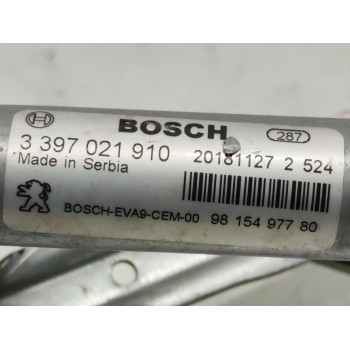 BOSCH 287
3 397 021 910 20181127 2 524
Made in Serbia
BOSCH-EVA9-CEM-00 98 154 977 80